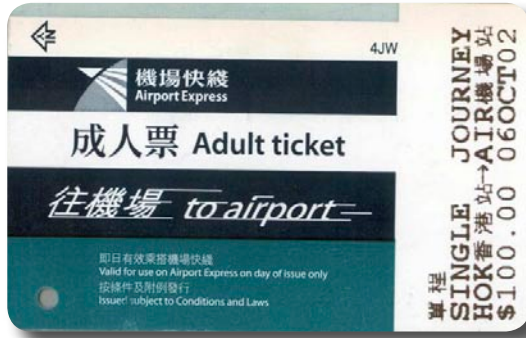 4JW
機場快綫
Airport Express
成人票 Adult ticket
往機場 to airport
即日有效乘搭機場快綫
Valid for use on Airport Express on day of issue only
按條件及附例發行
Issued subject to Conditions and Laws
單程
SINGLE JOURNEY
HOK香港站→AIR機場站
$100.00 06OCT02